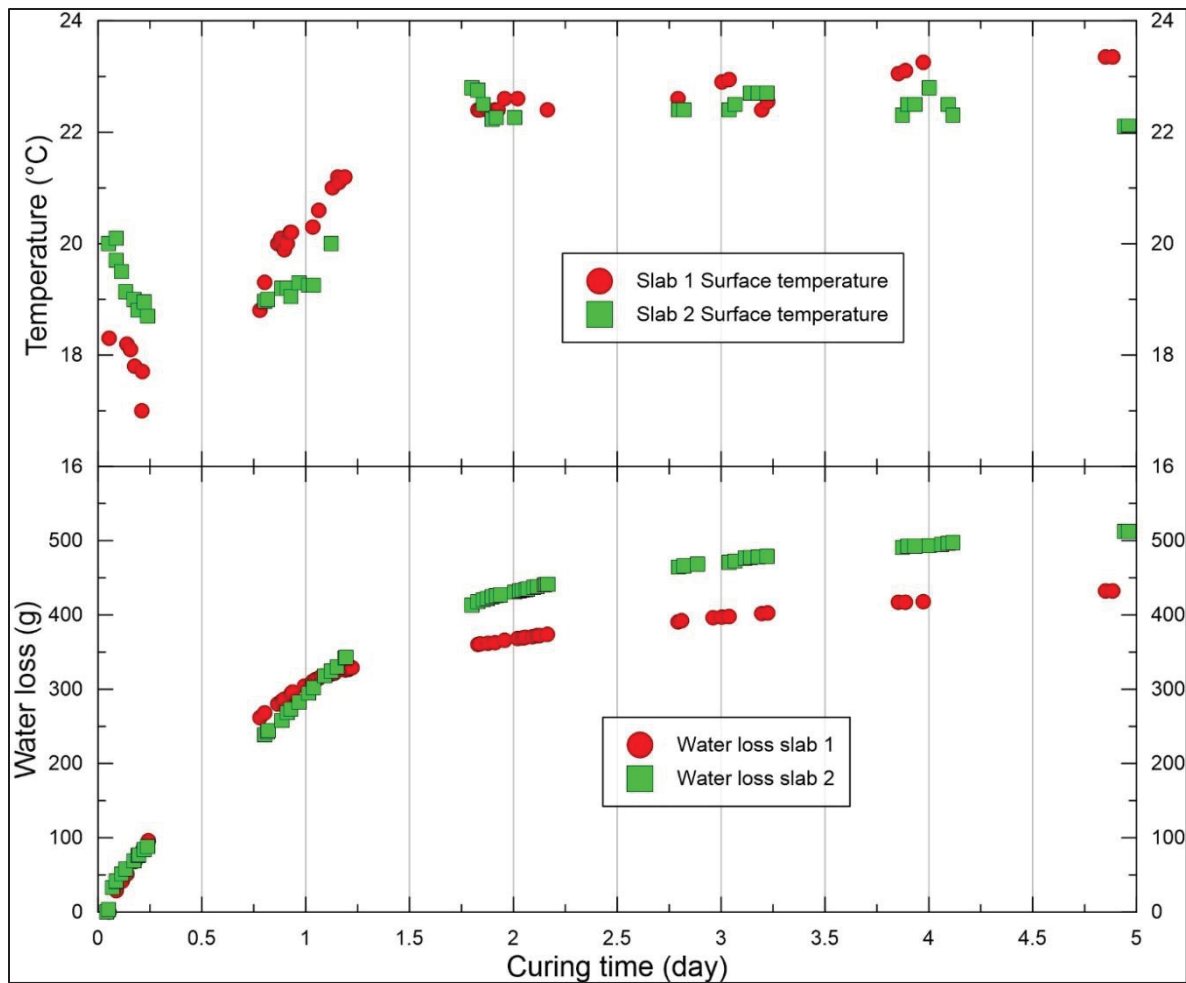 24
22
20
18
16
Temperature (°C)
24
22
20
18
16
Slab 1 Surface temperature
Slab 2 Surface temperature
500
400
300
200
100
0
Water loss (g)
500
400
300
200
100
0
Water loss slab 1
Water loss slab 2
0 0.5 1 1.5 2 2.5 3 3.5 4 4.5 5
Curing time (day)